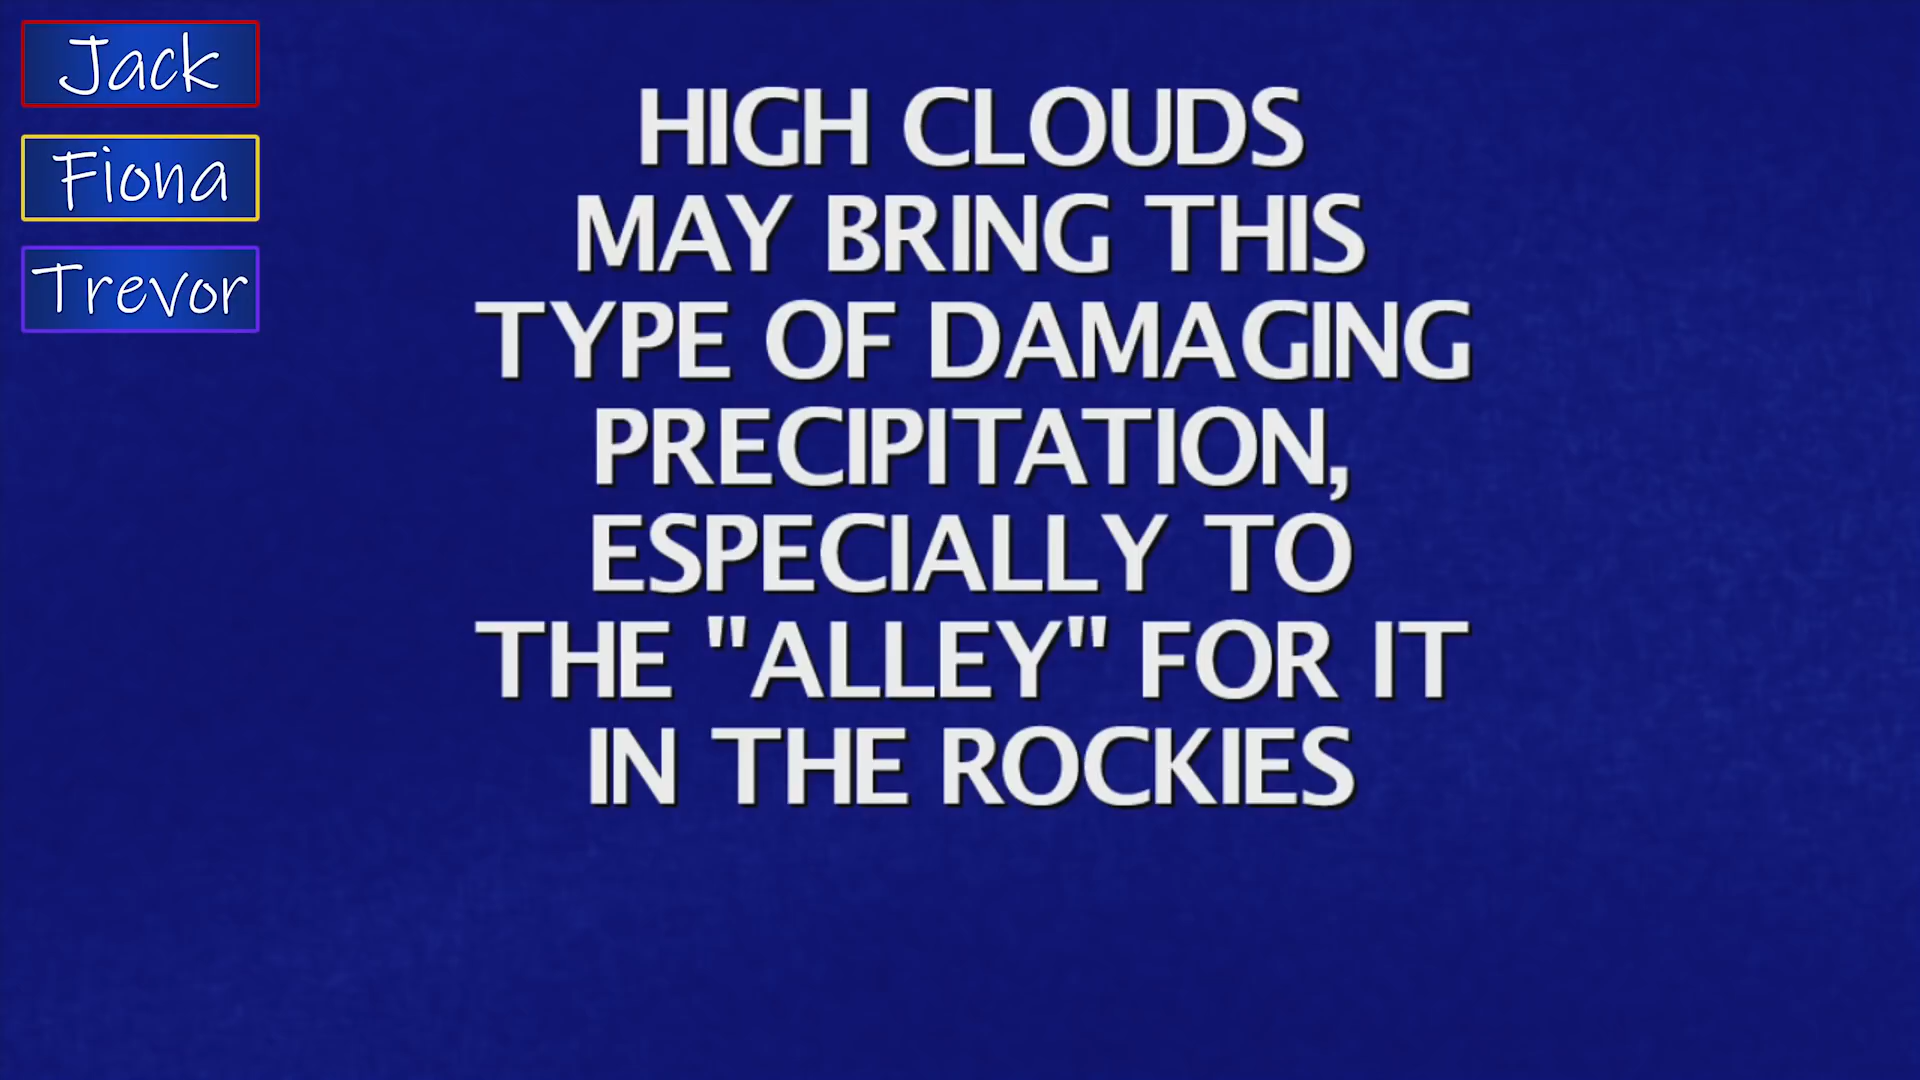 Jack
Fiona
Trevor
HIGH CLOUDS
MAY BRING THIS
TYPE OF DAMAGING
PRECIPITATION,
ESPECIALLY TO
THE "ALLEY" FOR IT
IN THE ROCKIES